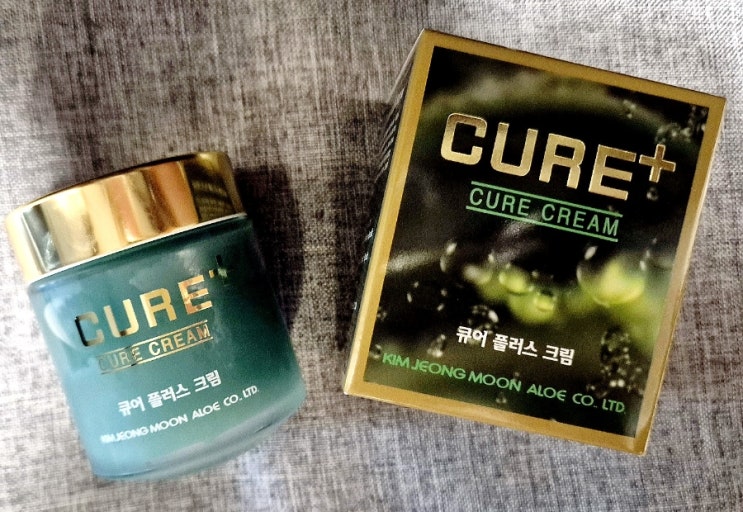 CURE+
CURE CREAM
큐어 플러스 크림
KIM JEONG MOON ALOE CO. LTD.
CURE+
CURE CREAM
큐어 플러스 크림
KIM JEONG MOON ALOE CO.. LTD.